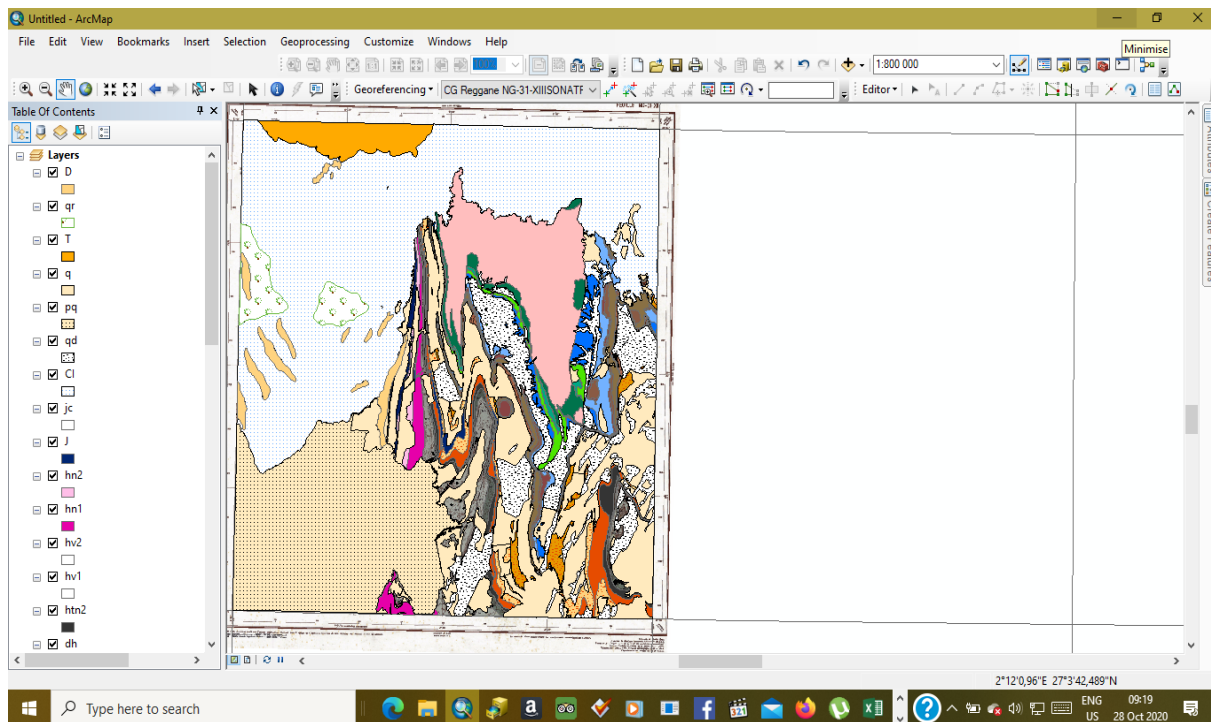 Untitled - ArcMap
File Edit View Bookmarks Insert Selection Geoprocessing Customize Windows Help
Minimise
1:800 000
Georeferencing
CG Reggane NG-31-XIIISONATF
Editor
Table Of Contents
Layers
D
qr
T
q
pq
qd
Cl
jc
J
hn2
hn1
hv2
hv1
htn2
dh
Create Features
2°12'0,96"E 27°3'42,489"N
Type here to search
ENG
US
09:19
28 Oct 2020